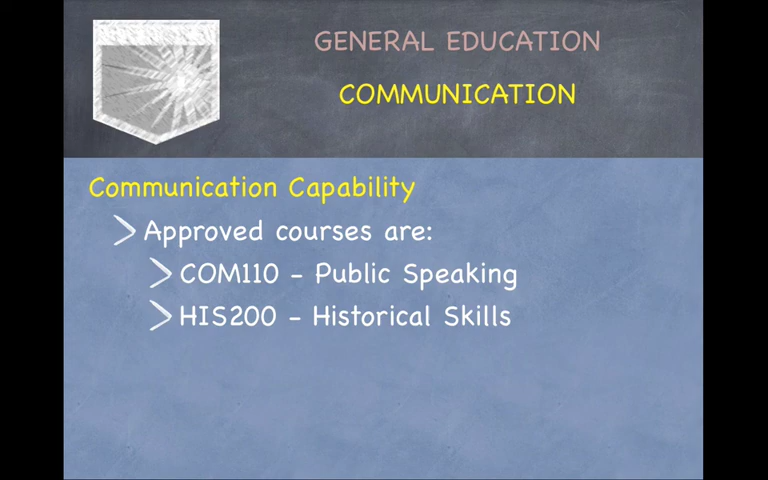 GENERAL EDUCATION
COMMUNICATION
Communication Capability
Approved courses are:
COM110 - Public Speaking
HIS200 - Historical Skills